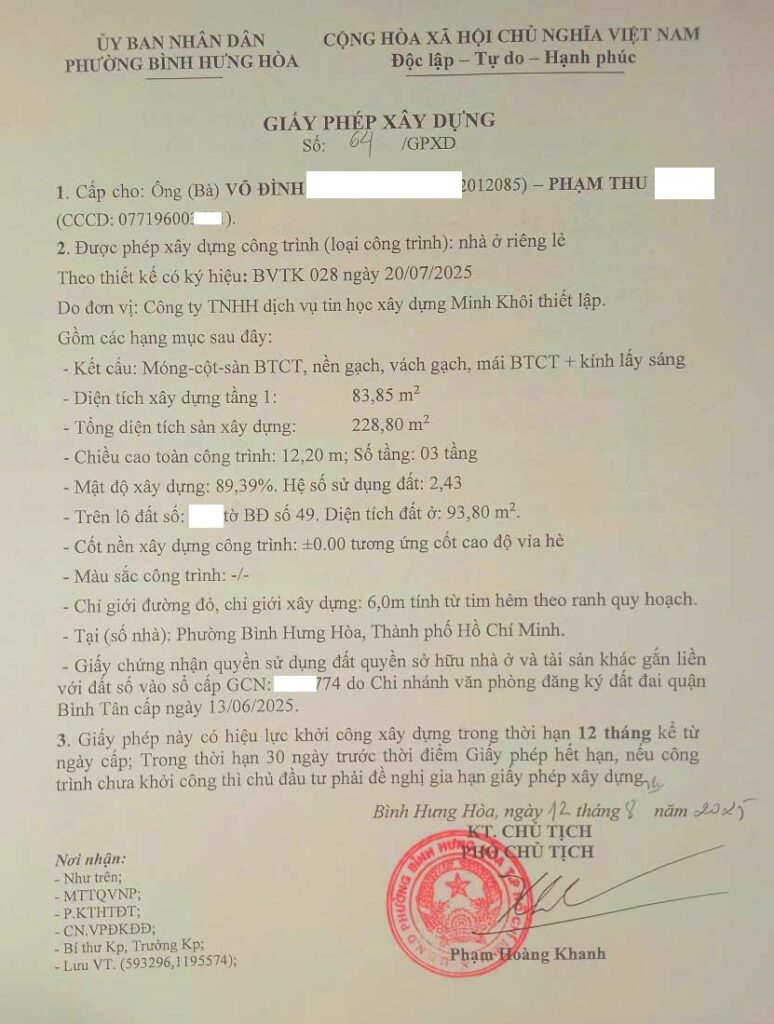 ỦY BAN NHÂN DÂN
PHƯỜNG BÌNH HƯNG HÒA
CỘNG HÒA XÃ HỘI CHỦ NGHĨA VIỆT NAM
Độc lập – Tự do – Hạnh phúc
GIẤY PHÉP XÂY DỰNG
Số: 64 /GPXD
1. Cấp cho: Ông (Bà) VÕ ĐÌNH 2012085) – PHẠM THU
(CCCD: 07719600 1).
2. Được phép xây dựng công trình (loại công trình): nhà ở riêng lẻ
Theo thiết kế có ký hiệu: BVTK 028 ngày 20/07/2025
Do đơn vị: Công ty TNHH dịch vụ tin học xây dựng Minh Khôi thiết lập.
Gồm các hạng mục sau đây:
- Kết cấu: Móng-cột-sàn BTCT, nền gạch, vách gạch, mái BTCT + kính lấy sáng
- Diện tích xây dựng tầng 1: 83,85 m²
- Tổng diện tích sàn xây dựng: 228,80 m²
- Chiều cao toàn công trình: 12,20 m; Số tầng: 03 tầng
- Mật độ xây dựng: 89,39%. Hệ số sử dụng đất: 2,43
- Trên lô đất số: tờ BĐ số 49. Diện tích đất ở: 93,80 m².
- Cốt nền xây dựng công trình: ±0.00 tương ứng cốt cao độ vỉa hè
- Màu sắc công trình: -/-
- Chỉ giới đường đỏ, chỉ giới xây dựng: 6,0m tính từ tim hẻm theo ranh quy hoạch.
- Tại (số nhà): Phường Bình Hưng Hòa, Thành phố Hồ Chí Minh.
- Giấy chứng nhận quyền sử dụng đất quyền sở hữu nhà ở và tài sản khác gắn liền
với đất số vào sổ cấp GCN: 774 do Chi nhánh văn phòng đăng ký đất đai quận
Bình Tân cấp ngày 13/06/2025.
3. Giấy phép này có hiệu lực khởi công xây dựng trong thời hạn 12 tháng kể từ
ngày cấp; Trong thời hạn 30 ngày trước thời điểm Giấy phép hết hạn, nếu công
trình chưa khởi công thì chủ đầu tư phải đề nghị gia hạn giấy phép xây dựng.
Bình Hưng Hòa, ngày 12 tháng 8 năm 2025
KT. CHỦ TỊCH
PHÓ CHỦ TỊCH
Phạm Hoàng Khanh
Nơi nhận:
- Như trên;
- MTTQVNP;
- P.KTHTĐT;
- CN.VPĐKĐĐ;
- Bí thư Kp, Trưởng Kp;
- Lưu VT. (593296,1195574);
U.B.N.D PHƯỜNG BÌNH HƯNG HÒA T.P HỒ CHÍ MINH